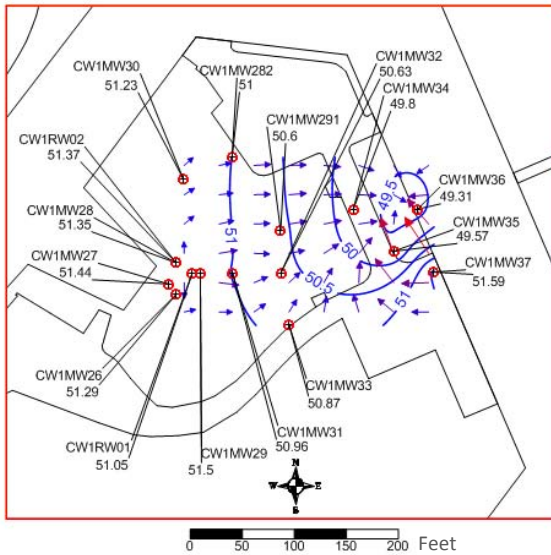 CW1MW30
51.23
CW1MW282
51
CW1MW32
50.63
CW1MW34
49.8
CW1RW02
51.37
CW1MW291
50.6
CW1MW28
51.35
CW1MW36
49.31
CW1MW27
51.44
CW1MW35
49.57
CW1MW37
51.59
CW1MW26
51.29
CW1MW33
50.87
CW1RW01
51.05
CW1MW29
51.5
CW1MW31
50.96
51
50.5
50
49.5
51
N
W E
S
0 50 100 150 200 Feet